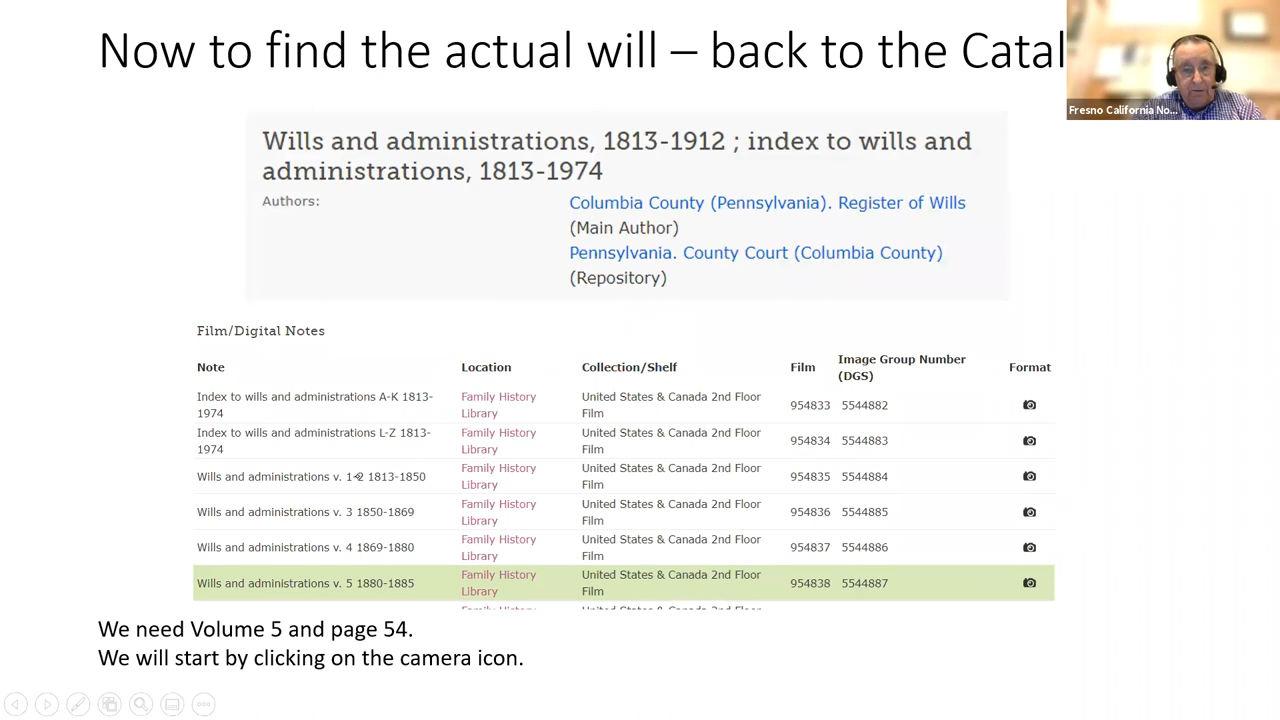 Now to find the actual will – back to the Catal
Fresno California No...
Wills and administrations, 1813-1912 ; index to wills and
administrations, 1813-1974
Authors:
Columbia County (Pennsylvania). Register of Wills
(Main Author)
Pennsylvania. County Court (Columbia County)
(Repository)
Film/Digital Notes
Note Location Collection/Shelf Film Image Group Number (DGS) Format
Index to wills and administrations A-K 1813-
1974
Family History
Library
United States & Canada 2nd Floor
Film
954833 5544882
Index to wills and administrations L-Z 1813-
1974
Family History
Library
United States & Canada 2nd Floor
Film
954834 5544883
Wills and administrations v. 1-2 1813-1850
Family History
Library
United States & Canada 2nd Floor
Film
954835 5544884
Wills and administrations v. 3 1850-1869
Family History
Library
United States & Canada 2nd Floor
Film
954836 5544885
Wills and administrations v. 4 1869-1880
Family History
Library
United States & Canada 2nd Floor
Film
954837 5544886
Wills and administrations v. 5 1880-1885
Family History
Library
United States & Canada 2nd Floor
Film
954838 5544887
We need Volume 5 and page 54.
We will start by clicking on the camera icon.